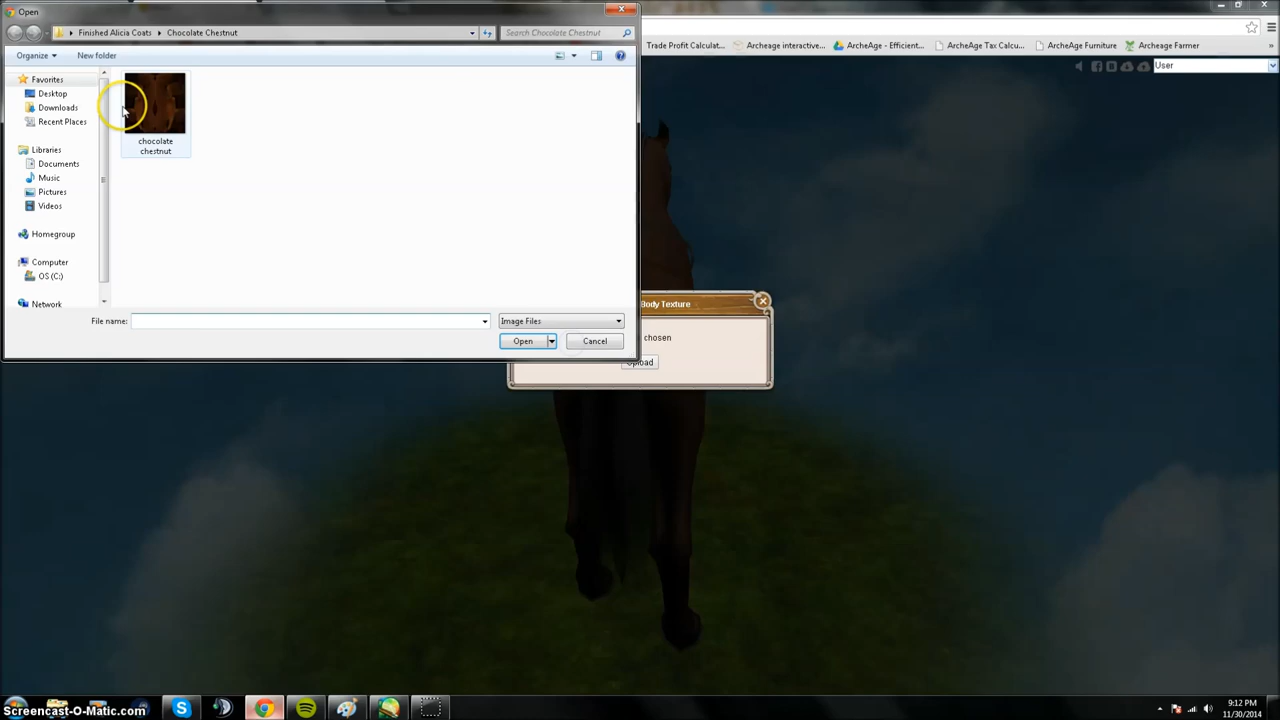 Open
Finished Alicia Coats
Chocolate Chestnut
Search Chocolate Chestnut
Organize
New folder
Trade Profit Calculat...
Archeage interactive...
ArcheAge - Efficient...
ArcheAge Tax Calcu...
ArcheAge Furniture
Archeage Farmer
User
Favorites
Desktop
Downloads
Recent Places
Libraries
Documents
Music
Pictures
Videos
Homegroup
Computer
OS (C:)
Network
chocolate
chestnut
File name:
Image Files
Open
Cancel
Body Texture
chosen
Upload
9:12 PM
11/30/2014
Screencast-O-Matic.com